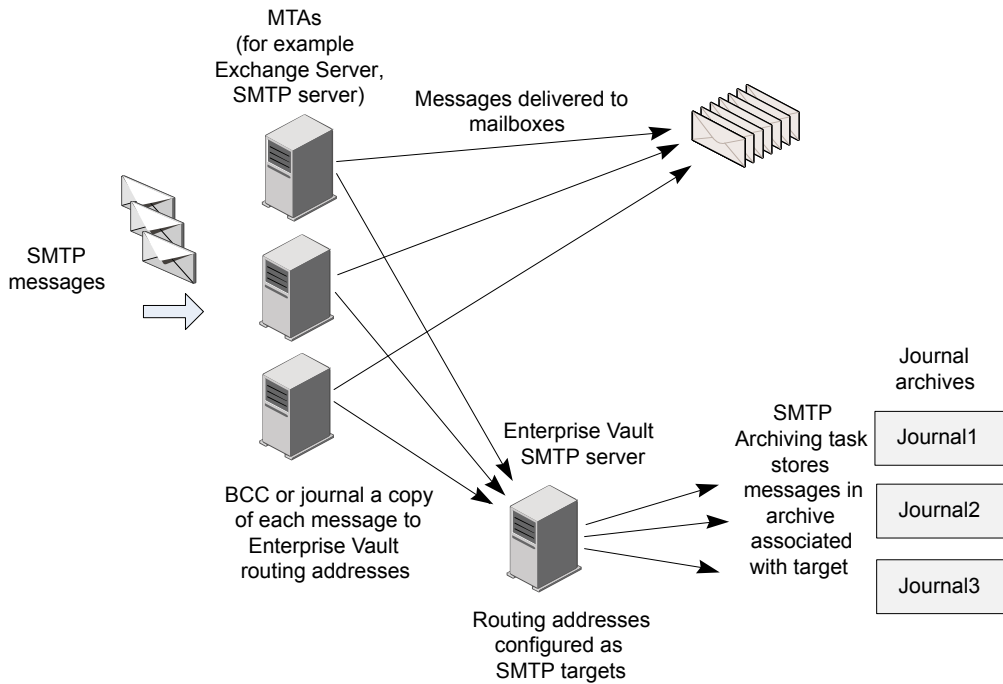 MTAs
(for example
Exchange Server,
SMTP server)
Messages delivered to
mailboxes
SMTP
messages
Journal
archives
Enterprise Vault
SMTP server
SMTP
Archiving task
stores
messages in
archive
associated
with target
Journal1
Journal2
Journal3
BCC or journal a copy
of each message to
Enterprise Vault
routing addresses
Routing addresses
configured as
SMTP targets